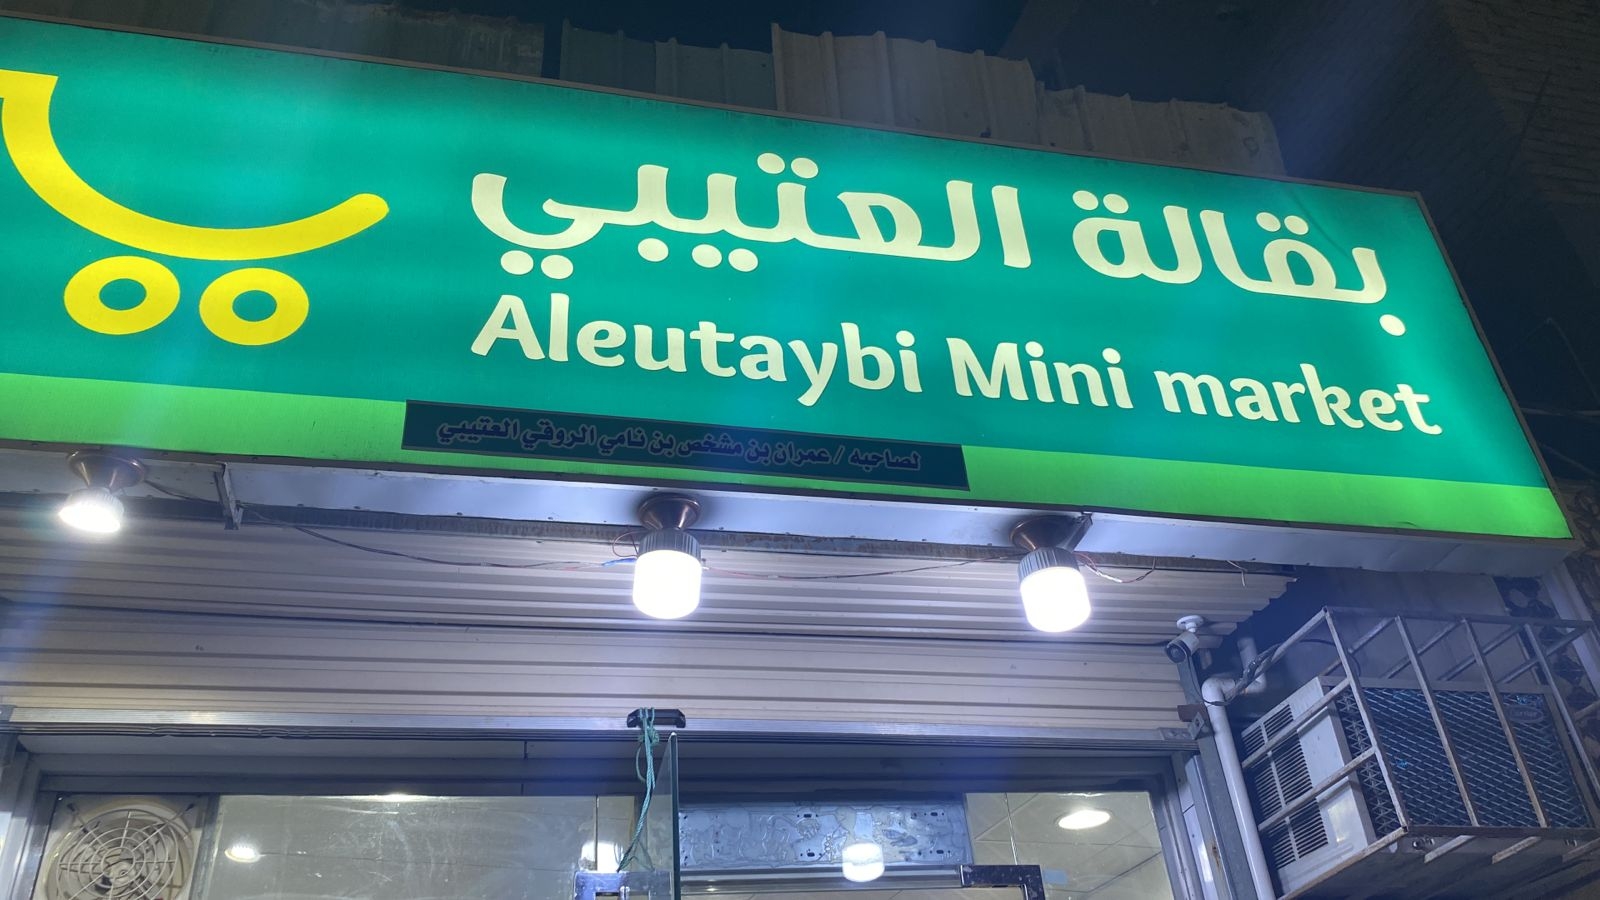 بقالة العتيبي
Aleutaybi Mini market
لصاحبه / عمران بن مشخص بن نامي الروقي العتيبي